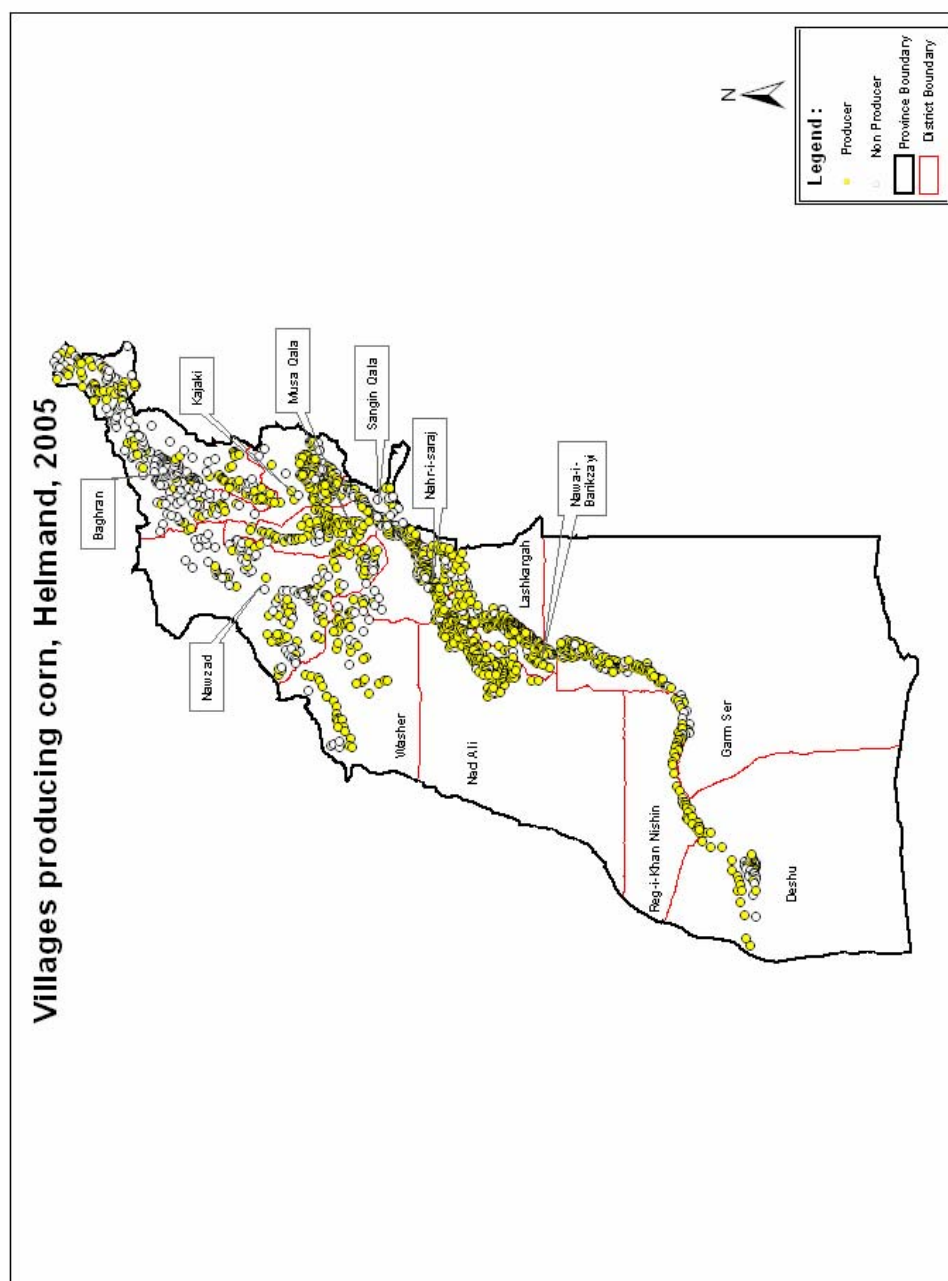 Villages producing corn, Helmand, 2005
Baghran
Kajaki
Musa Qala
Sangin Qala
Nawzad
Nahr-i-saraj
Washer
Nad Ali
Lashkargah
Nawa-i-
Barikzayi
Reg-i-Khan Nishin
Garm Ser
Deshu
N
Legend :
Producer
Non Producer
Province Boundary
District Boundary